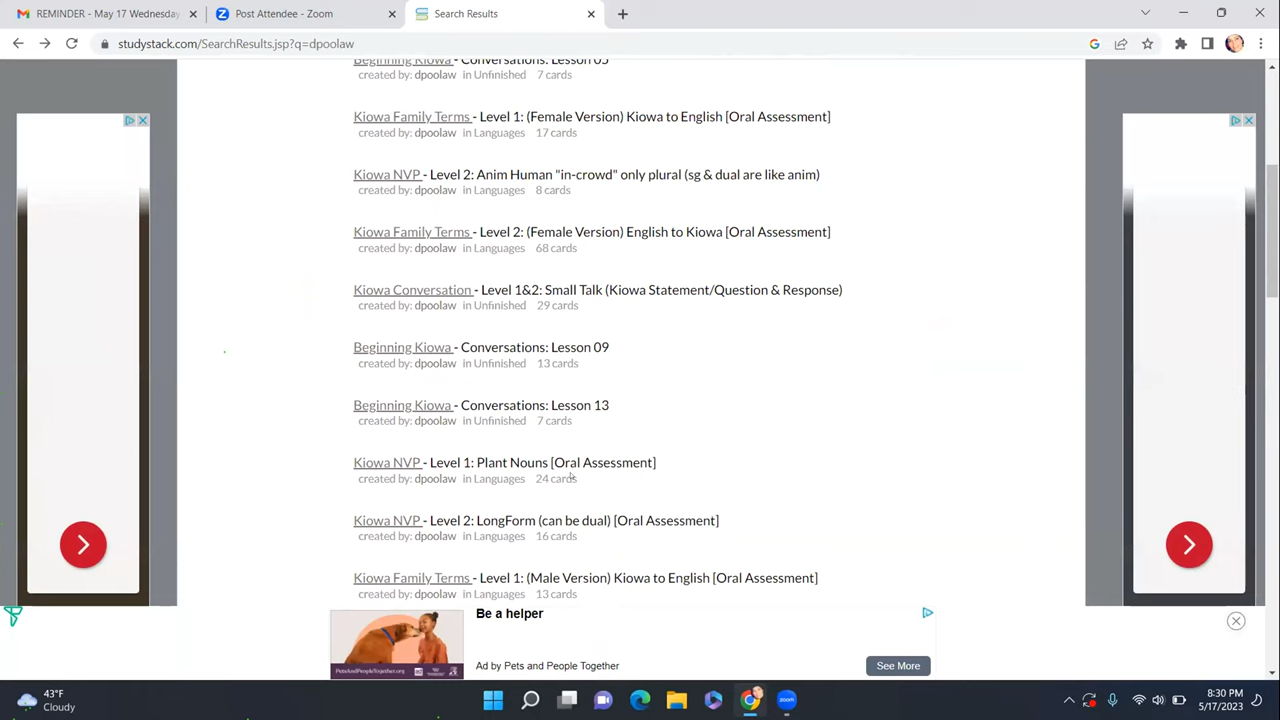 REMINDER - May 17 Wednesday
Post Attendee - Zoom
Search Results
studystack.com/SearchResults.jsp?q=dpoolaw
Beginning Kiowa - Conversations: Lesson 05
created by: dpoolaw in Unfinished 7 cards
Kiowa Family Terms - Level 1: (Female Version) Kiowa to English [Oral Assessment]
created by: dpoolaw in Languages 17 cards
Kiowa NVP - Level 2: Anim Human "in-crowd" only plural (sg & dual are like anim)
created by: dpoolaw in Languages 8 cards
Kiowa Family Terms - Level 2: (Female Version) English to Kiowa [Oral Assessment]
created by: dpoolaw in Languages 68 cards
Kiowa Conversation - Level 1&2: Small Talk (Kiowa Statement/Question & Response)
created by: dpoolaw in Unfinished 29 cards
Beginning Kiowa - Conversations: Lesson 09
created by: dpoolaw in Unfinished 13 cards
Beginning Kiowa - Conversations: Lesson 13
created by: dpoolaw in Unfinished 7 cards
Kiowa NVP - Level 1: Plant Nouns [Oral Assessment]
created by: dpoolaw in Languages 24 cards
Kiowa NVP - Level 2: LongForm (can be dual) [Oral Assessment]
created by: dpoolaw in Languages 16 cards
Kiowa Family Terms - Level 1: (Male Version) Kiowa to English [Oral Assessment]
created by: dpoolaw in Languages 13 cards
Be a helper
Ad by Pets and People Together
See More
PetsAndPeopleTogether.org
43°F
Cloudy
zoom
8:30 PM
5/17/2023